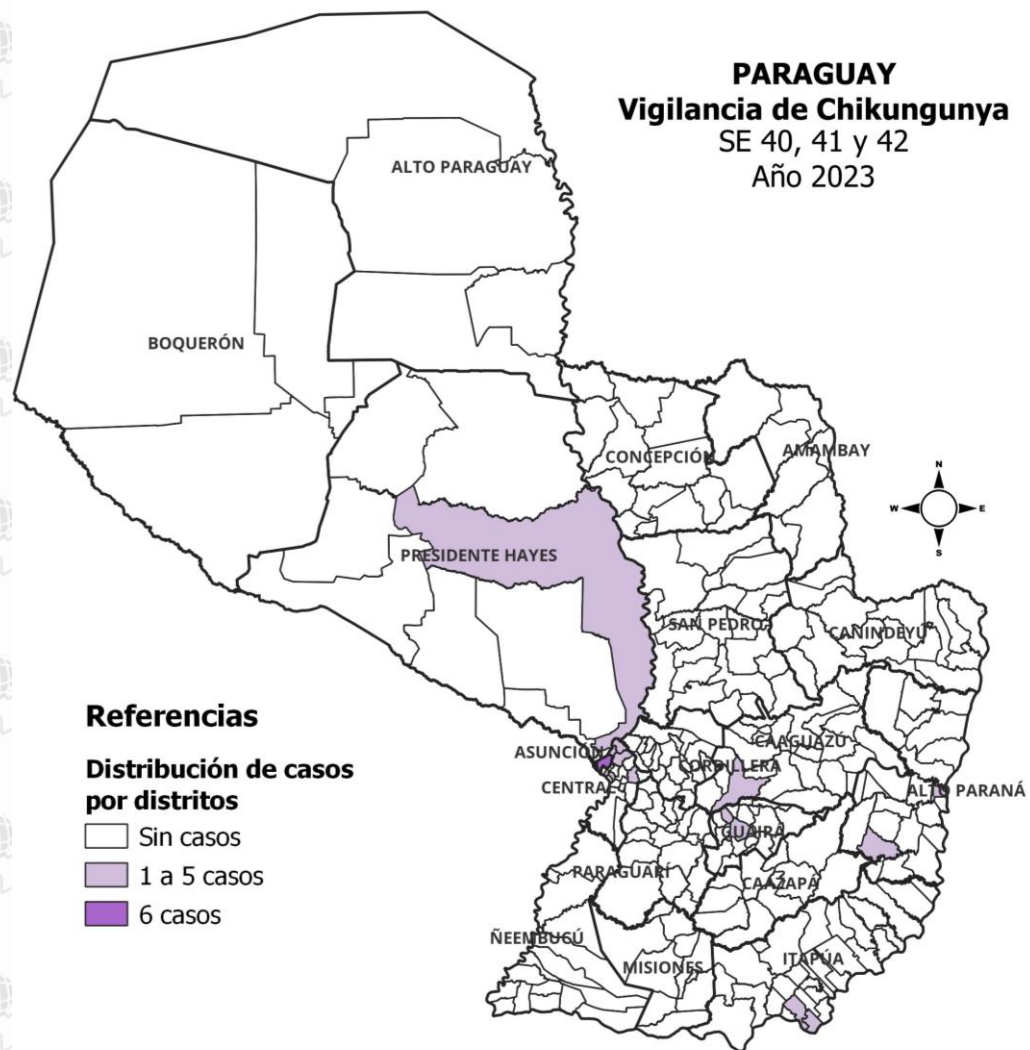 PARAGUAY
Vigilancia de Chikungunya
SE 40, 41 y 42
Año 2023
ALTO PARAGUAY
BOQUERÓN
CONCEPCIÓN
AMAMBAY
N
W
E
S
PRESIDENTE HAYES
SAN PEDRO
CANINDEYÚ
Referencias
Distribución de casos
por distritos
Sin casos
1 a 5 casos
6 casos
ASUNCIÓN
CAAGUAZÚ
CORDILLERA
CENTRAL
ALTO PARANÁ
GUAIRÁ
PARAGUARÍ
CAAZAPÁ
ÑEEMBUCÚ
MISIONES
ITAPÚA